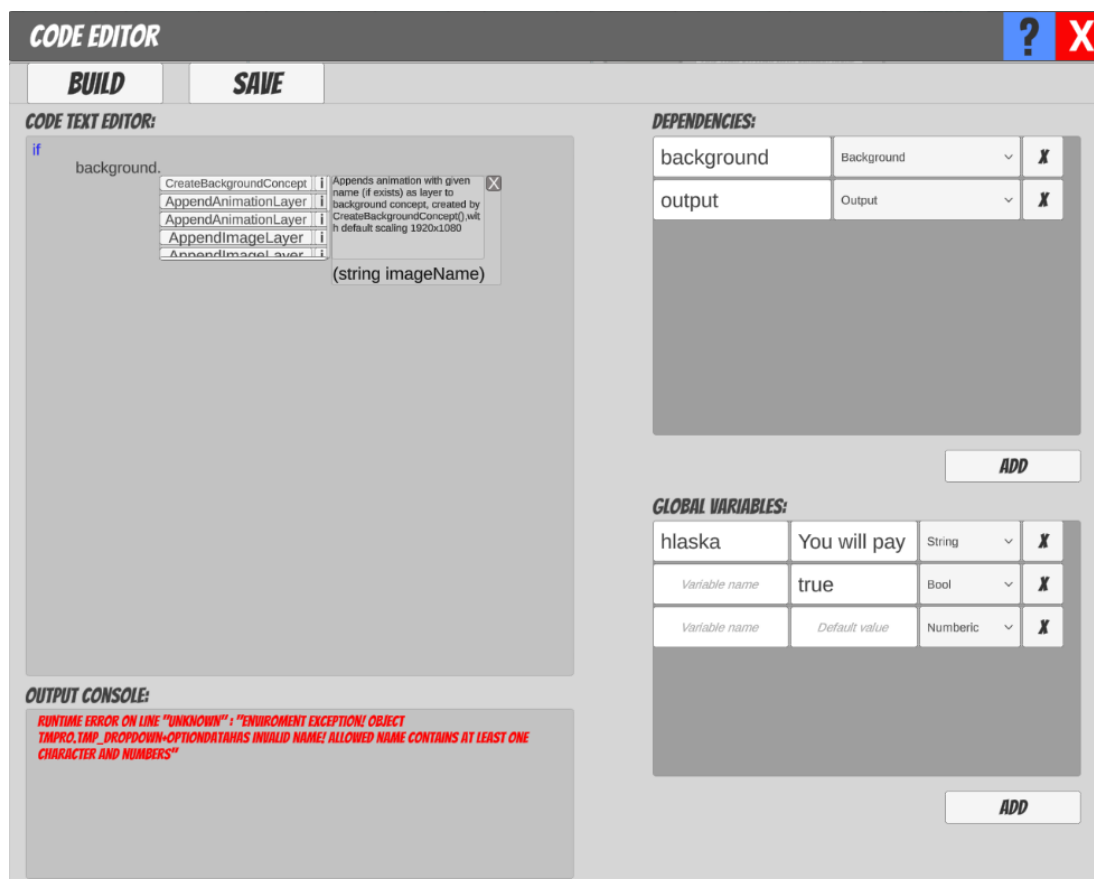 CODE EDITOR
?
X
BUILD
SAVE
CODE TEXT EDITOR:
if
background.
CreateBackgroundConcept i
AppendAnimationLayer i
AppendAnimationLayer i
AppendImageLayer i
AppendImageLayer i
Appends animation with given
name (if exists) as layer to
background concept, created by
CreateBackgroundConcept(),wit
h default scaling 1920x1080
X
(string imageName)
DEPENDENCIES:
background Background X
output Output X
ADD
GLOBAL VARIABLES:
hlaska You will pay String X
Variable name true Bool X
Variable name Default value Numberic X
ADD
OUTPUT CONSOLE:
RUNTIME ERROR ON LINE "UNKNOWN" : "ENVIROMENT EXCEPTION! OBJECT
TMPRO.TMP_DROPDOWN+OPTIONDATAHAS INVALID NAME! ALLOWED NAME CONTAINS AT LEAST ONE
CHARACTER AND NUMBERS"